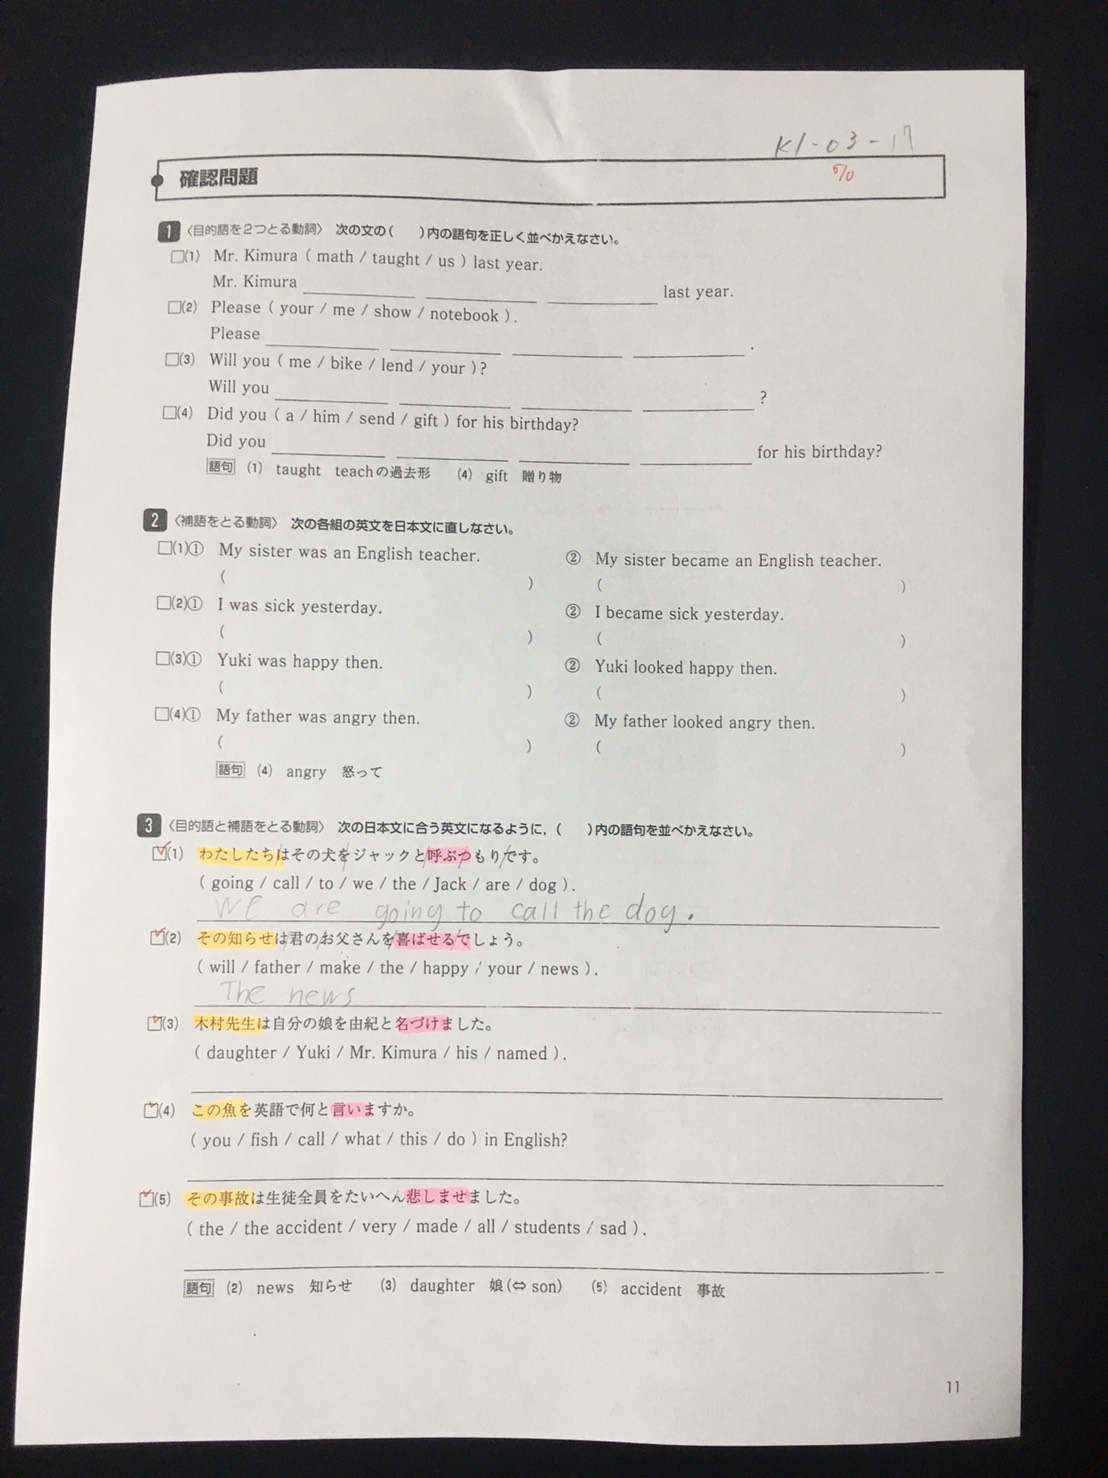 K1-03-17
確認問題
5/0
1 〈目的語を2つとる動詞〉 次の文の(　)内の語句を正しく並べかえなさい。
□(1) Mr. Kimura ( math / taught / us ) last year.
Mr. Kimura ______ ______ ______ last year.
□(2) Please ( your / me / show / notebook ).
Please ______ ______ ______ ______ .
□(3) Will you ( me / bike / lend / your )?
Will you ______ ______ ______ ______ ?
□(4) Did you ( a / him / send / gift ) for his birthday?
Did you ______ ______ ______ ______ for his birthday?
語句 (1) taught teachの過去形 (4) gift 贈り物
2 〈補語をとる動詞〉 次の各組の英文を日本文に直しなさい。
□(1)① My sister was an English teacher. ② My sister became an English teacher.
(　) (　)
□(2)① I was sick yesterday. ② I became sick yesterday.
(　) (　)
□(3)① Yuki was happy then. ② Yuki looked happy then.
(　) (　)
□(4)① My father was angry then. ② My father looked angry then.
(　) (　)
語句 (4) angry 怒って
3 〈目的語と補語をとる動詞〉 次の日本文に合う英文になるように,(　)内の語句を並べかえなさい。
□(1) わたしたちはその犬をジャックと呼ぶつもりです。
( going / call / to / we / the / Jack / are / dog ).
We are going to call the dog.
□(2) その知らせは君のお父さんを喜ばせるでしょう。
( will / father / make / the / happy / your / news ).
The news
□(3) 木村先生は自分の娘を由紀と名づけました。
( daughter / Yuki / Mr. Kimura / his / named ).
□(4) この魚を英語で何と言いますか。
( you / fish / call / what / this / do ) in English?
□(5) その事故は生徒全員をたいへん悲しませました。
( the / the accident / very / made / all / students / sad ).
語句 (2) news 知らせ (3) daughter 娘(⇔ son) (5) accident 事故
11